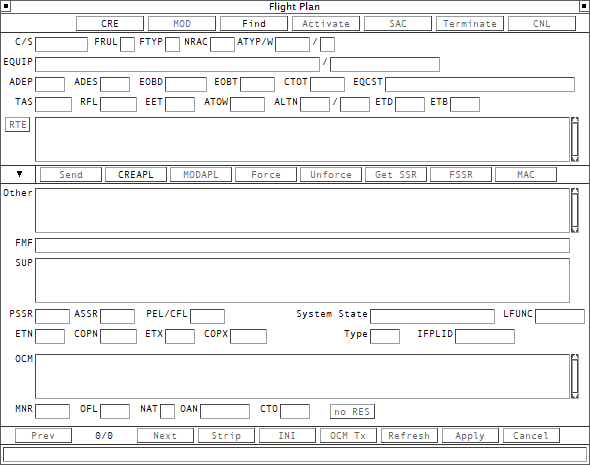 Flight Plan
CRE MOD Find Activate SAC Terminate CNL
C/S FRUL FTYP NRAC ATYP/W /
EQUIP /
ADEP ADES EOBD EOBT CTOT EQCST
TAS RFL EET ATOW ALTN / ETD ETB
RTE
Send CREAPL MODAPL Force Unforce Get SSR FSSR MAC
Other
FMF
SUP
PSSR ASSR PEL/CFL System State LFUNC
ETN COPN ETX COPX Type IFPLID
OCM
MNR OFL NAT OAN CTO no RES
Prev 0/0 Next Strip INI OCM Tx Refresh Apply Cancel